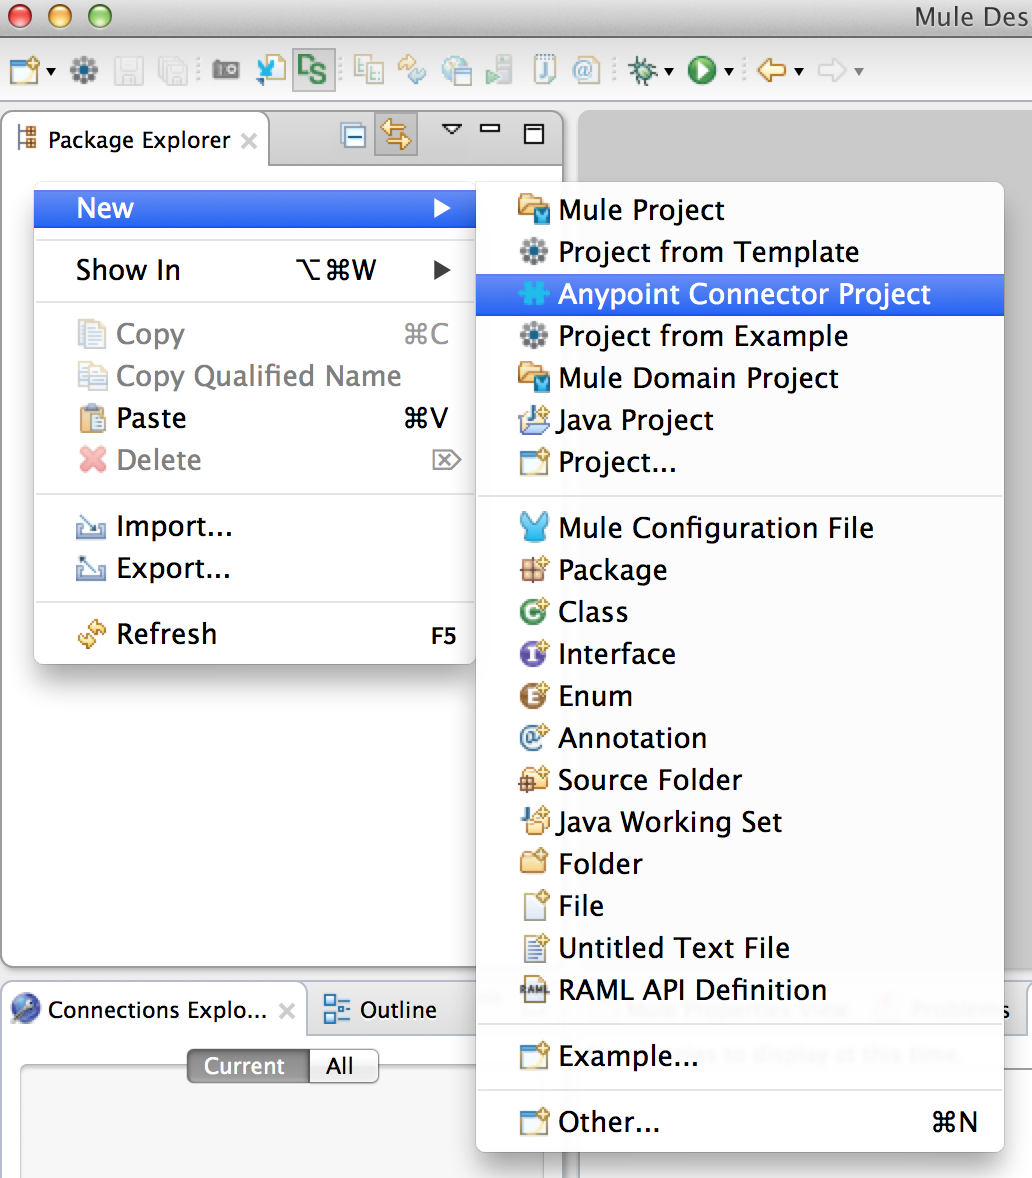 Mule Des
Package Explorer
New
Show In ⌥⌘W
Copy ⌘C
Copy Qualified Name
Paste ⌘V
Delete ⌦
Import...
Export...
Refresh F5
Mule Project
Project from Template
Anypoint Connector Project
Project from Example
Mule Domain Project
Java Project
Project...
Mule Configuration File
Package
Class
Interface
Enum
Annotation
Source Folder
Java Working Set
Folder
File
Untitled Text File
RAML API Definition
Example...
Other... ⌘N
Connections Explo...
Outline
Current
All